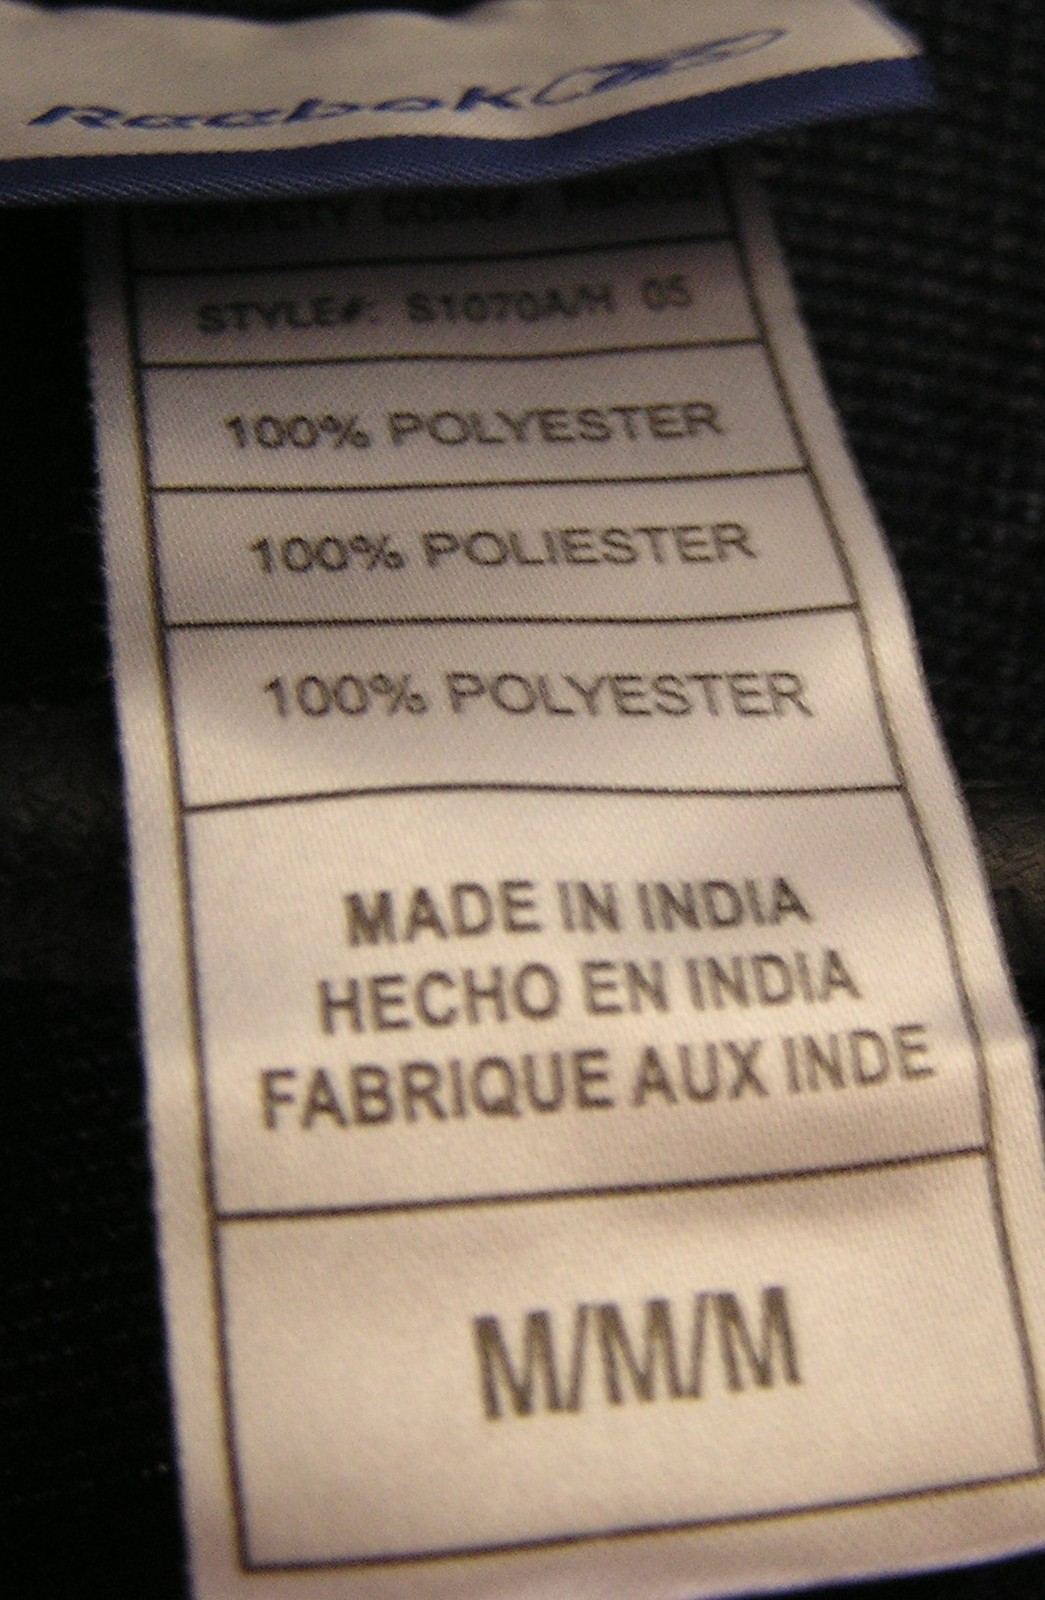 Reebok
STYLE#: S1070A/H 05
100% POLYESTER
100% POLIESTER
100% POLYESTER
MADE IN INDIA
HECHO EN INDIA
FABRIQUE AUX INDE
M/M/M